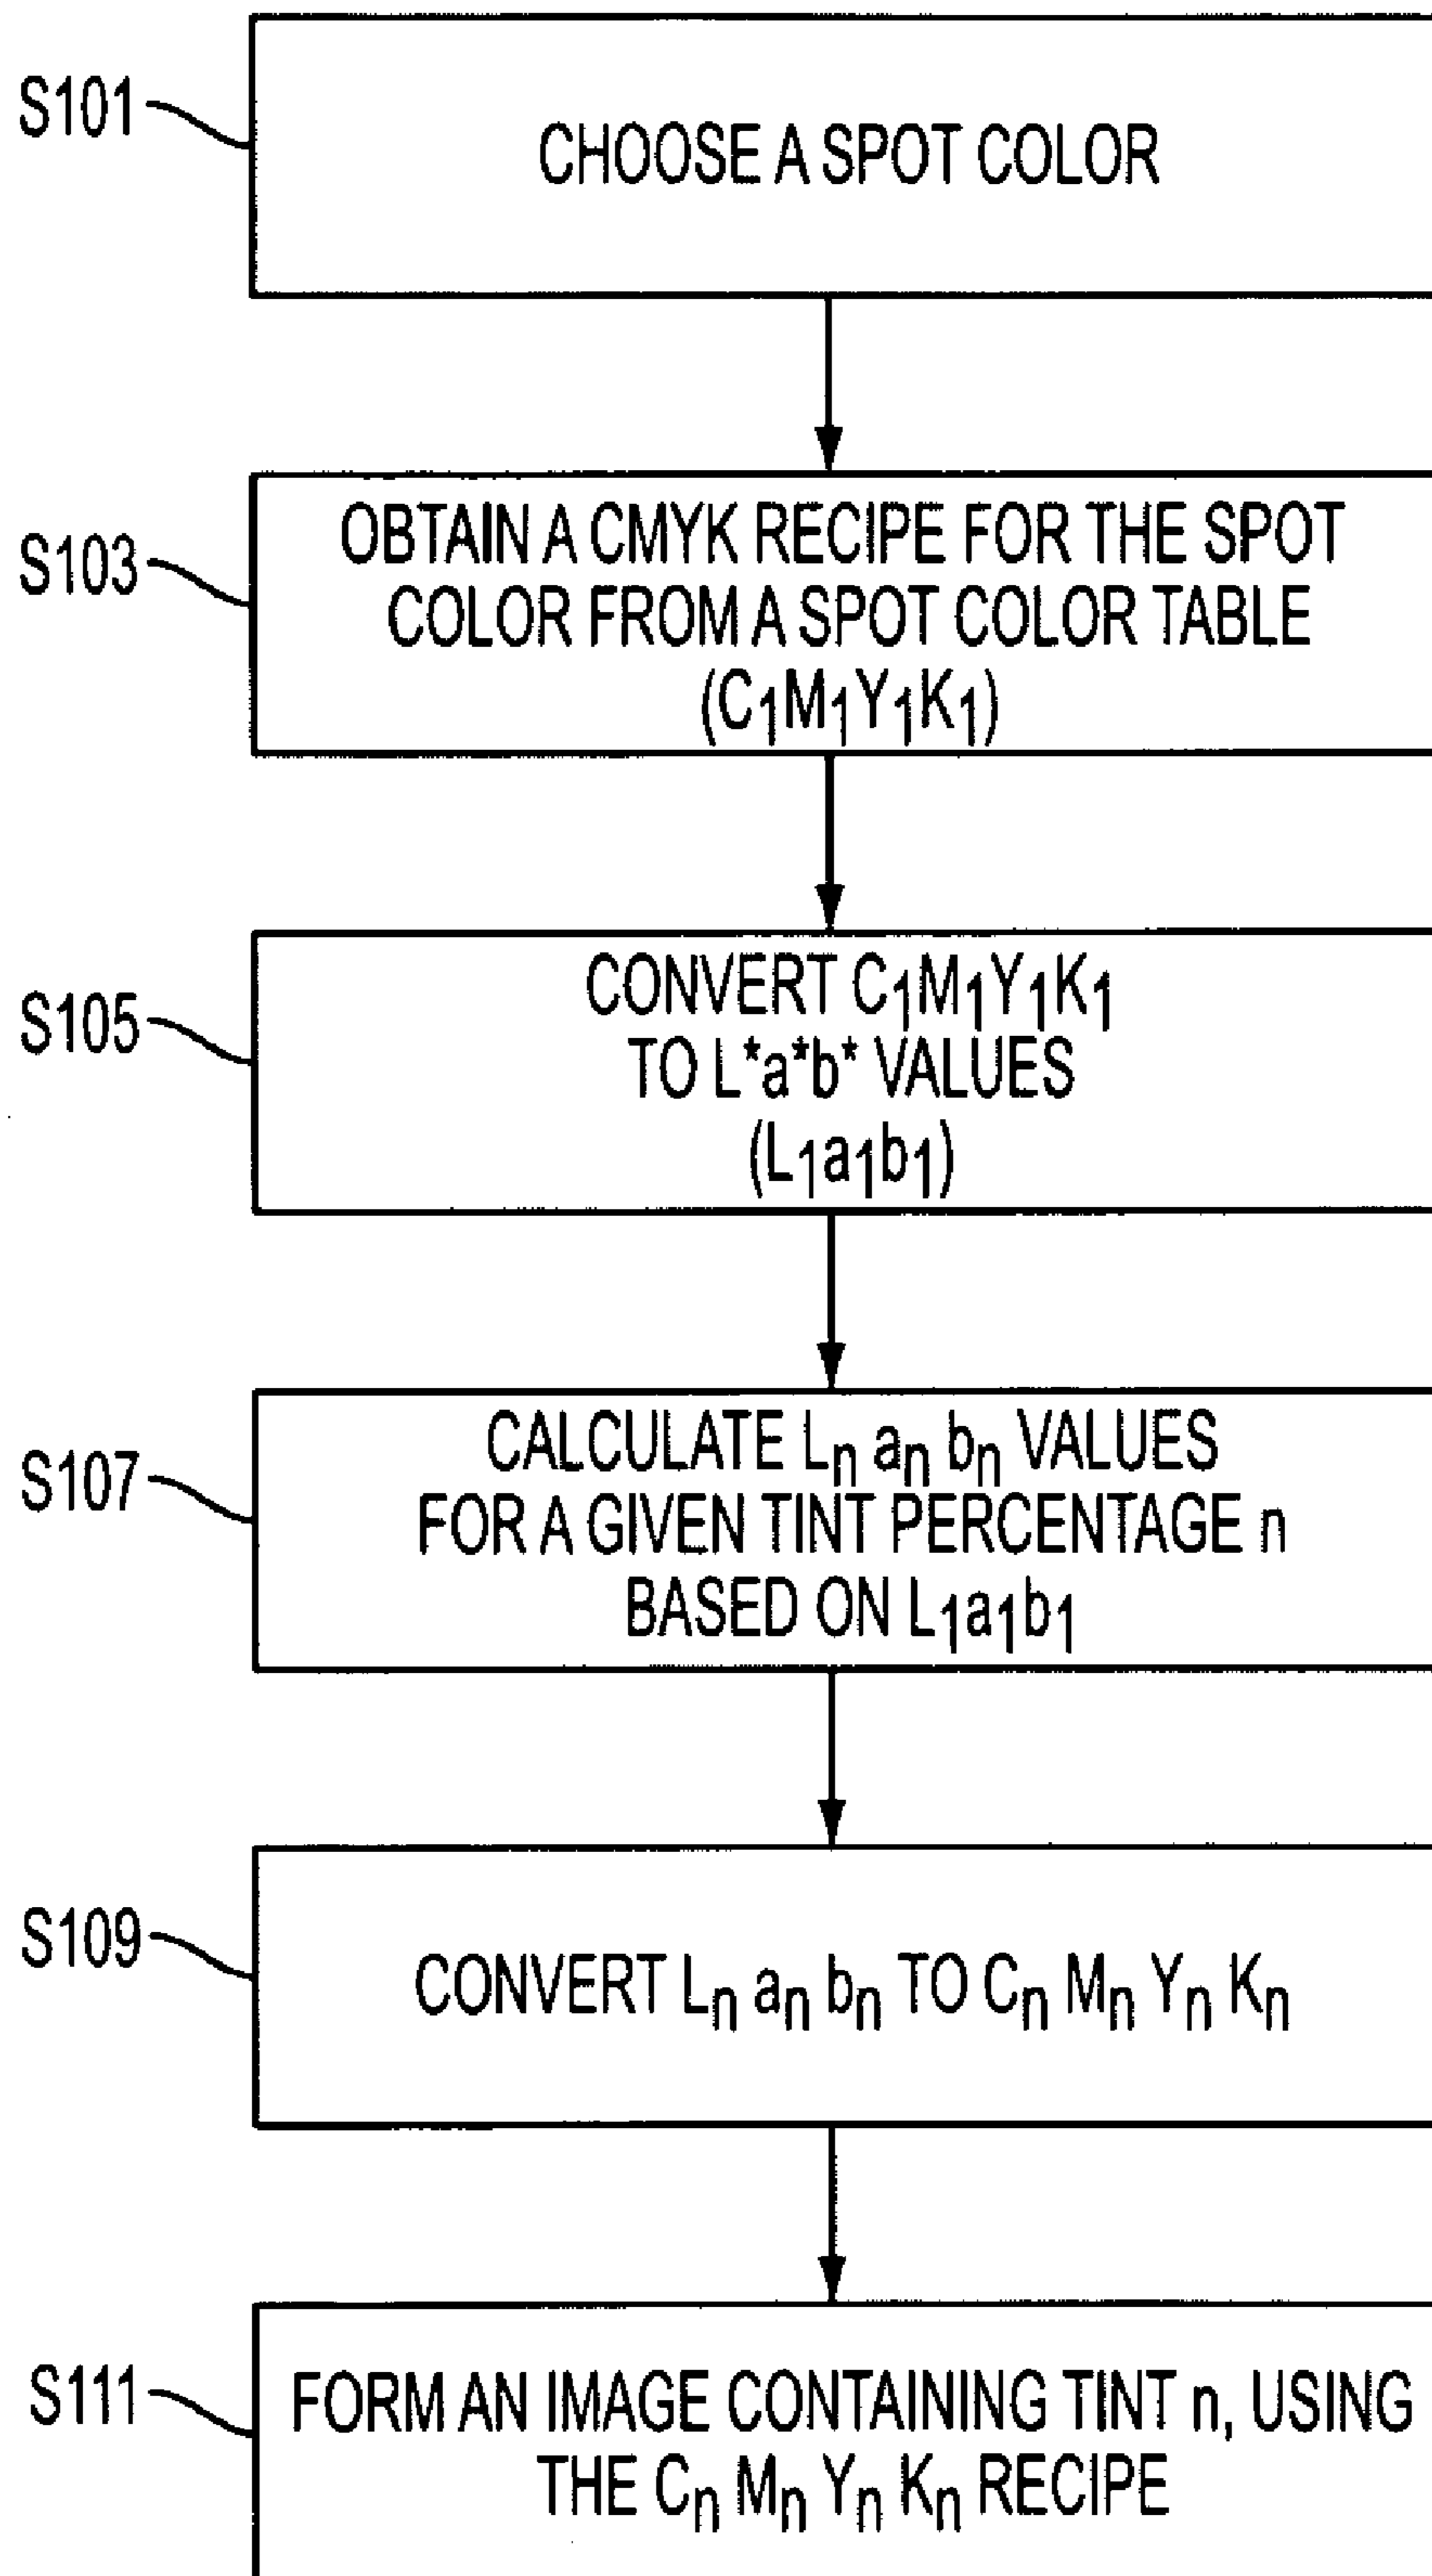 S101
CHOOSE A SPOT COLOR
S103
OBTAIN A CMYK RECIPE FOR THE SPOT
COLOR FROM A SPOT COLOR TABLE
(C₁M₁Y₁K₁)
S105
CONVERT C₁M₁Y₁K₁
TO L*a*b* VALUES
(L₁a₁b₁)
S107
CALCULATE Lₙ aₙ bₙ VALUES
FOR A GIVEN TINT PERCENTAGE n
BASED ON L₁a₁b₁
S109
CONVERT Lₙ aₙ bₙ TO Cₙ Mₙ Yₙ Kₙ
S111
FORM AN IMAGE CONTAINING TINT n, USING
THE Cₙ Mₙ Yₙ Kₙ RECIPE